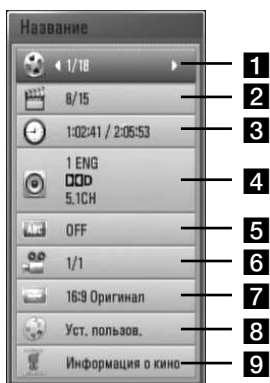 Название
1/18
1
8/15
2
1:02:41 / 2:05:53
3
1 ENG
D
5.1CH
4
ABC
OFF
5
1/1
6
16:9 Оригинал
7
Уст. пользов.
8
Информация о кино
9